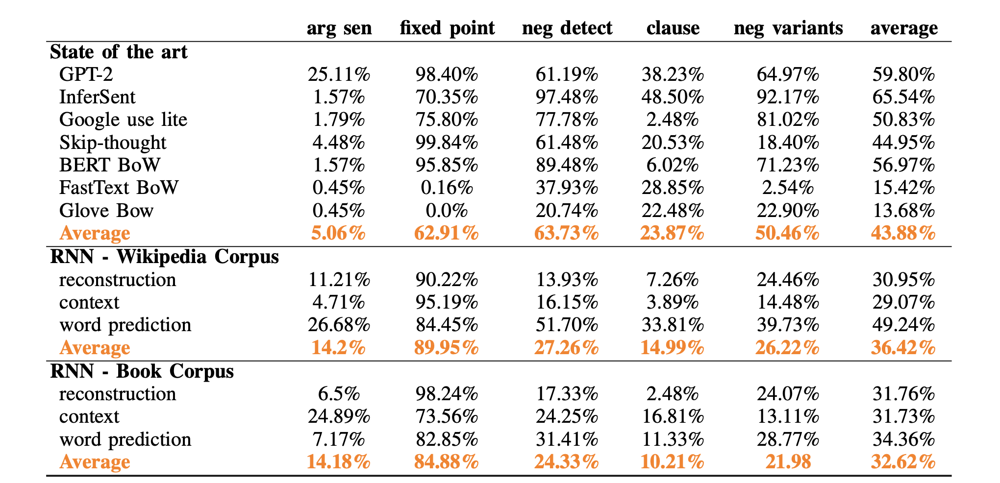 arg sen fixed point neg detect clause neg variants average
State of the art
GPT-2 25.11% 98.40% 61.19% 38.23% 64.97% 59.80%
InferSent 1.57% 70.35% 97.48% 48.50% 92.17% 65.54%
Google use lite 1.79% 75.80% 77.78% 2.48% 81.02% 50.83%
Skip-thought 4.48% 99.84% 61.48% 20.53% 18.40% 44.95%
BERT BoW 1.57% 95.85% 89.48% 6.02% 71.23% 56.97%
FastText BoW 0.45% 0.16% 37.93% 28.85% 2.54% 15.42%
Glove Bow 0.45% 0.0% 20.74% 22.48% 22.90% 13.68%
Average 5.06% 62.91% 63.73% 23.87% 50.46% 43.88%
RNN - Wikipedia Corpus
reconstruction 11.21% 90.22% 13.93% 7.26% 24.46% 30.95%
context 4.71% 95.19% 16.15% 3.89% 14.48% 29.07%
word prediction 26.68% 84.45% 51.70% 33.81% 39.73% 49.24%
Average 14.2% 89.95% 27.26% 14.99% 26.22% 36.42%
RNN - Book Corpus
reconstruction 6.5% 98.24% 17.33% 2.48% 24.07% 31.76%
context 24.89% 73.56% 24.25% 16.81% 13.11% 31.73%
word prediction 7.17% 82.85% 31.41% 11.33% 28.77% 34.36%
Average 14.18% 84.88% 24.33% 10.21% 21.98 32.62%